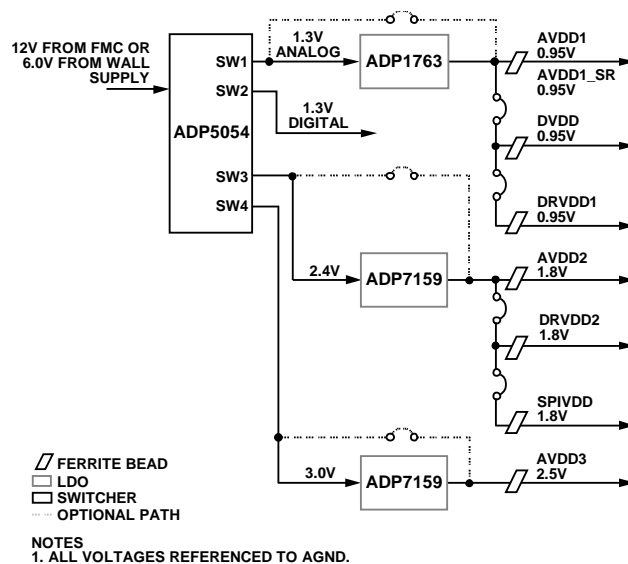 12V FROM FMC OR
6.0V FROM WALL
SUPPLY
ADP5054
SW1
SW2
SW3
SW4
1.3V
ANALOG
1.3V
DIGITAL
2.4V
3.0V
ADP1763
ADP7159
ADP7159
AVDD1
0.95V
AVDD1_SR
0.95V
DVDD
0.95V
DRVDD1
0.95V
AVDD2
1.8V
DRVDD2
1.8V
SPIVDD
1.8V
AVDD3
2.5V
FERRITE BEAD
LDO
SWITCHER
OPTIONAL PATH
NOTES
1. ALL VOLTAGES REFERENCED TO AGND.